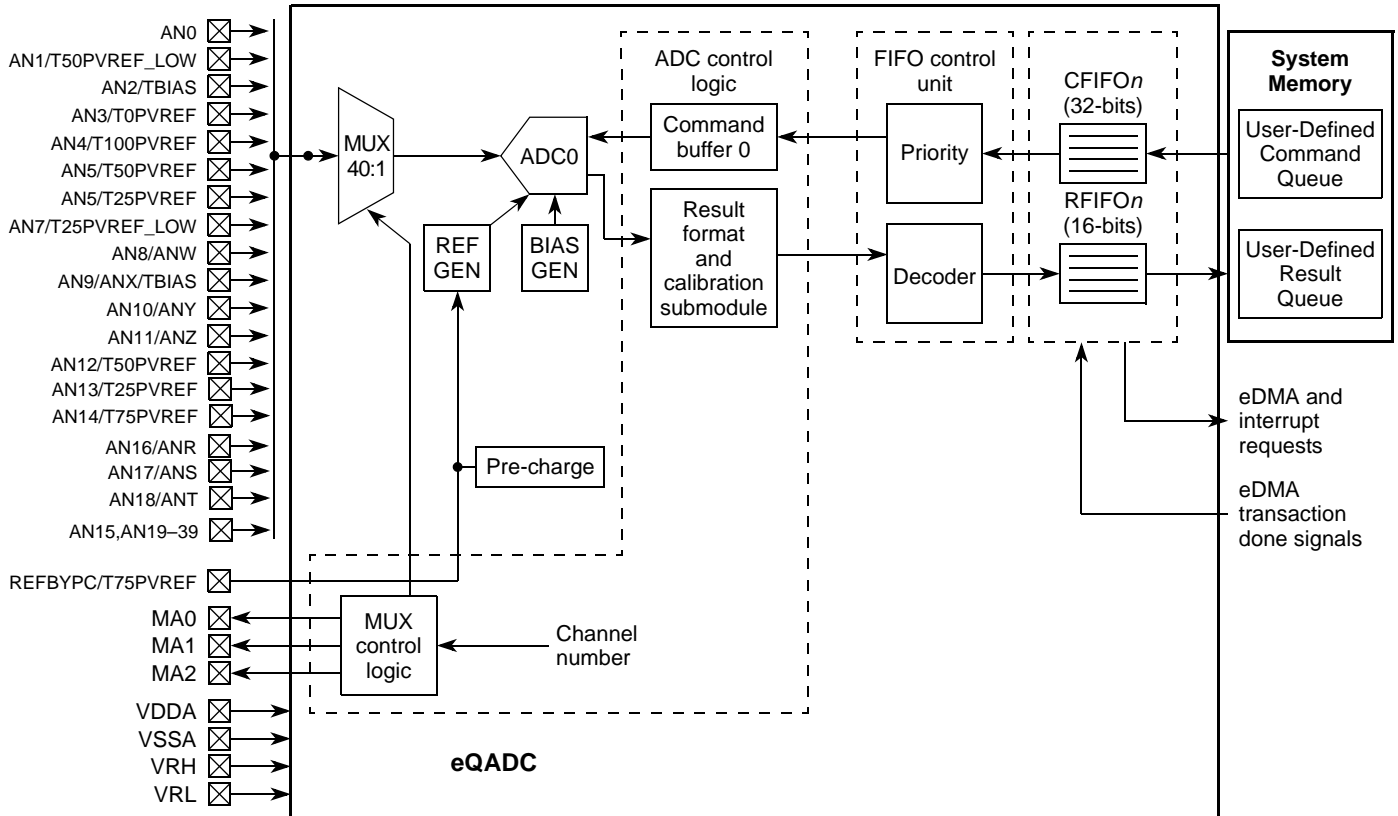 AN0
AN1/T50PVREF_LOW
AN2/TBIAS
AN3/T0PVREF
AN4/T100PVREF
AN5/T50PVREF
AN5/T25PVREF
AN7/T25PVREF_LOW
AN8/ANW
AN9/ANX/TBIAS
AN10/ANY
AN11/ANZ
AN12/T50PVREF
AN13/T25PVREF
AN14/T75PVREF
AN16/ANR
AN17/ANS
AN18/ANT
AN15,AN19–39
REFBYPC/T75PVREF
MA0
MA1
MA2
VDDA
VSSA
VRH
VRL
MUX
40:1
ADC0
REF
GEN
BIAS
GEN
Pre-charge
MUX
control
logic
Channel
number
eQADC
ADC control
logic
Command
buffer 0
Result
format
and
calibration
submodule
FIFO control
unit
Priority
Decoder
CFIFOn
(32-bits)
RFIFOn
(16-bits)
System
Memory
User-Defined
Command
Queue
User-Defined
Result
Queue
eDMA and
interrupt
requests
eDMA
transaction
done signals